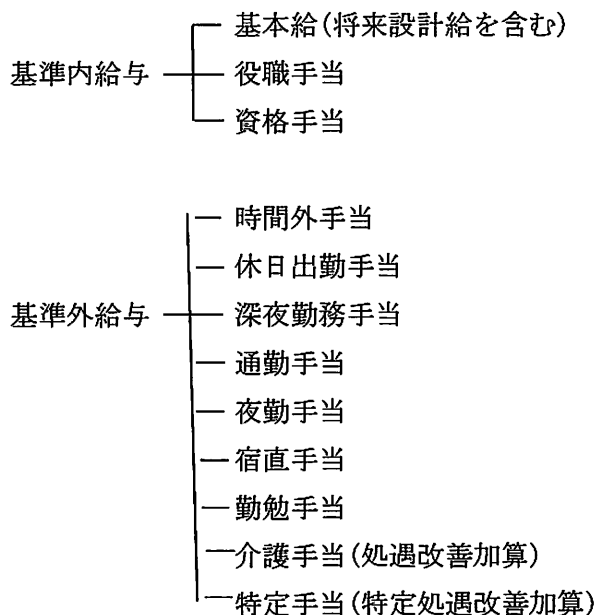 基本給(将来設計給を含む)
基準内給与
役職手当
資格手当
時間外手当
休日出勤手当
基準外給与
深夜勤務手当
通勤手当
夜勤手当
宿直手当
勤勉手当
介護手当(処遇改善加算)
特定手当(特定処遇改善加算)